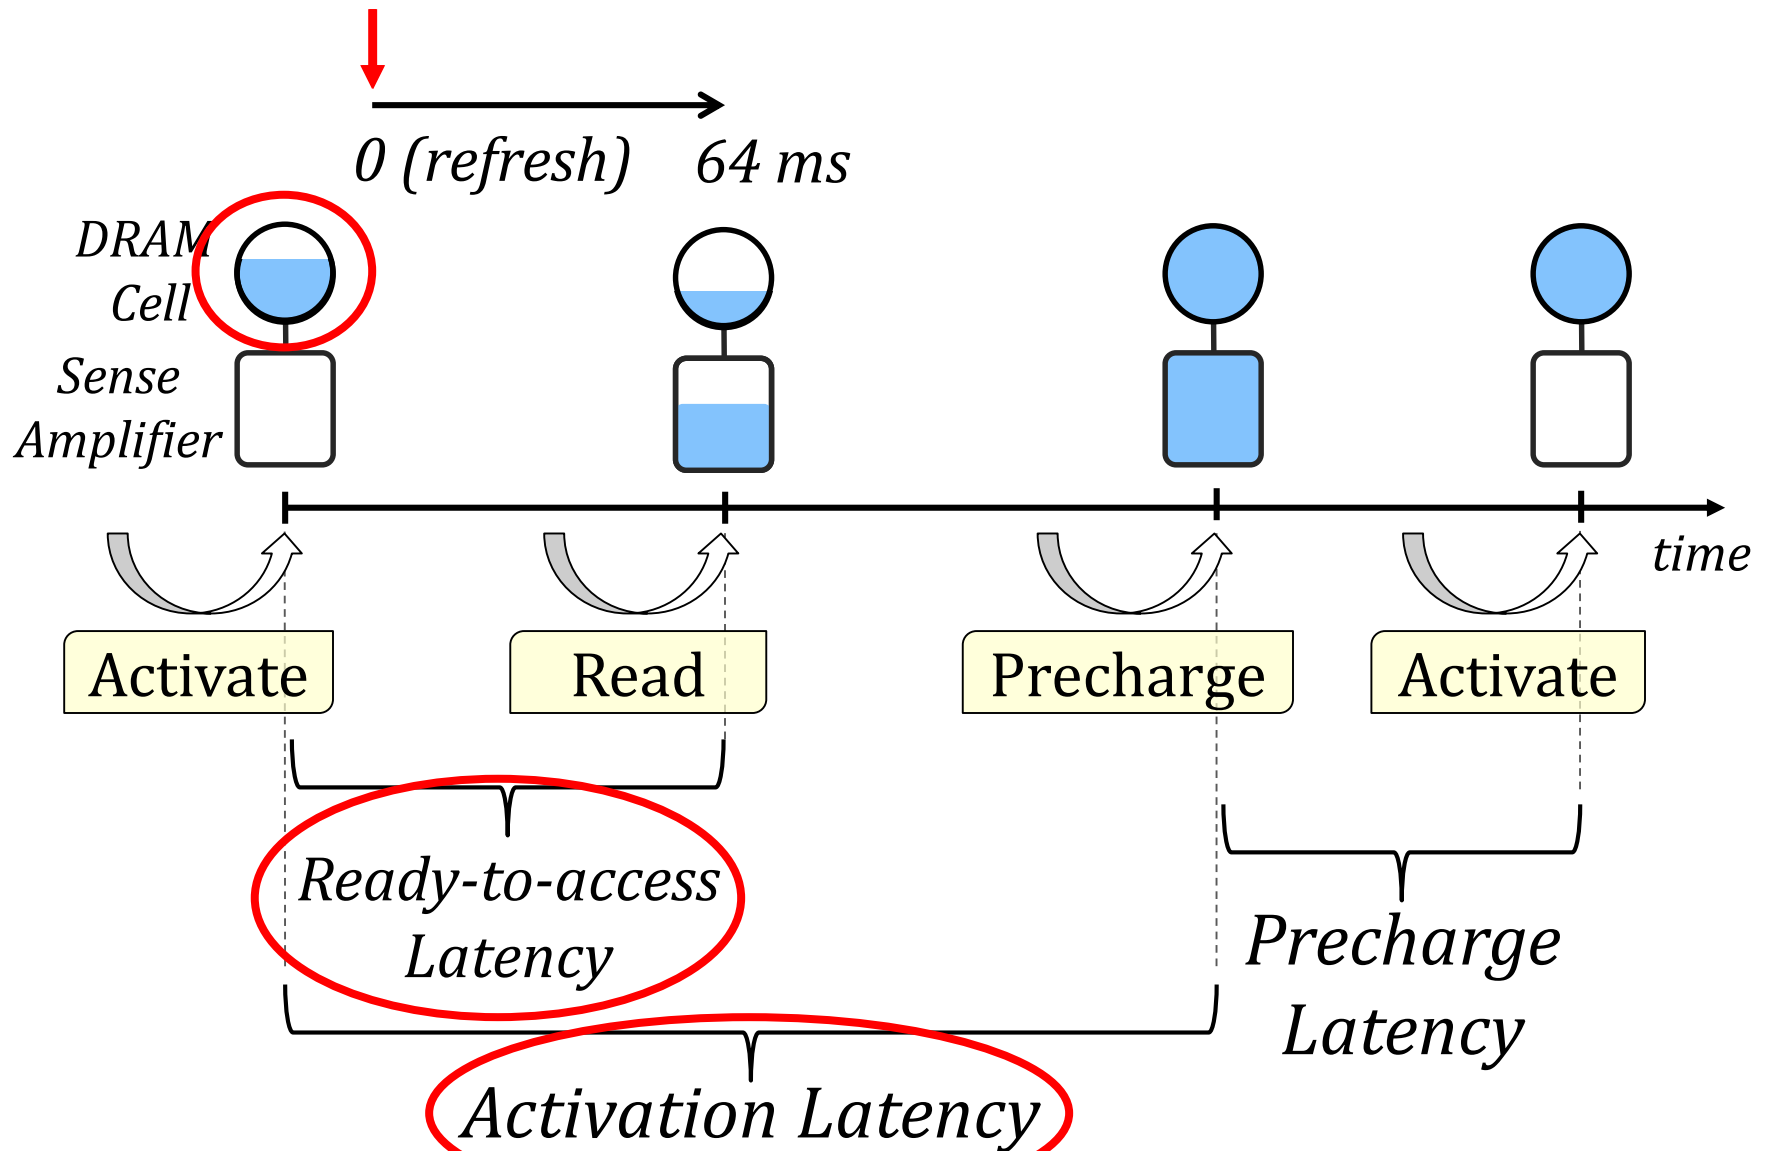 0 (refresh) 64 ms
DRAM
Cell
Sense
Amplifier
time
Activate Read Precharge Activate
Ready-to-access
Latency
Precharge
Latency
Activation Latency